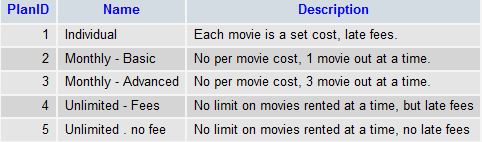 PlanID Name Description
1 Individual Each movie is a set cost, late fees.
2 Monthly - Basic No per movie cost, 1 movie out at a time.
3 Monthly - Advanced No per movie cost, 3 movie out at a time.
4 Unlimited - Fees No limit on movies rented at a time, but late fees
5 Unlimited . no fee No limit on movies rented at a time, no late fees